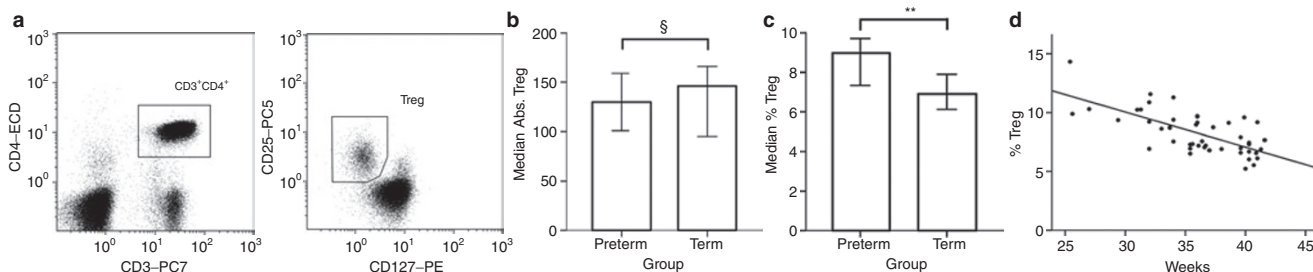 a
CD4–ECD
10³
10²
10¹
10⁰
CD3⁺CD4⁺
10⁰ 10¹ 10² 10³
CD3–PC7
CD25–PC5
10³
10²
10¹
10⁰
Treg
10⁰ 10¹ 10² 10³
CD127–PE
b
Median Abs. Treg
200
150
100
50
0
§
Preterm Term
Group
c
Median % Treg
10
8
6
4
2
0
**
Preterm Term
Group
d
% Treg
15
10
5
0
25 30 35 40 45
Weeks